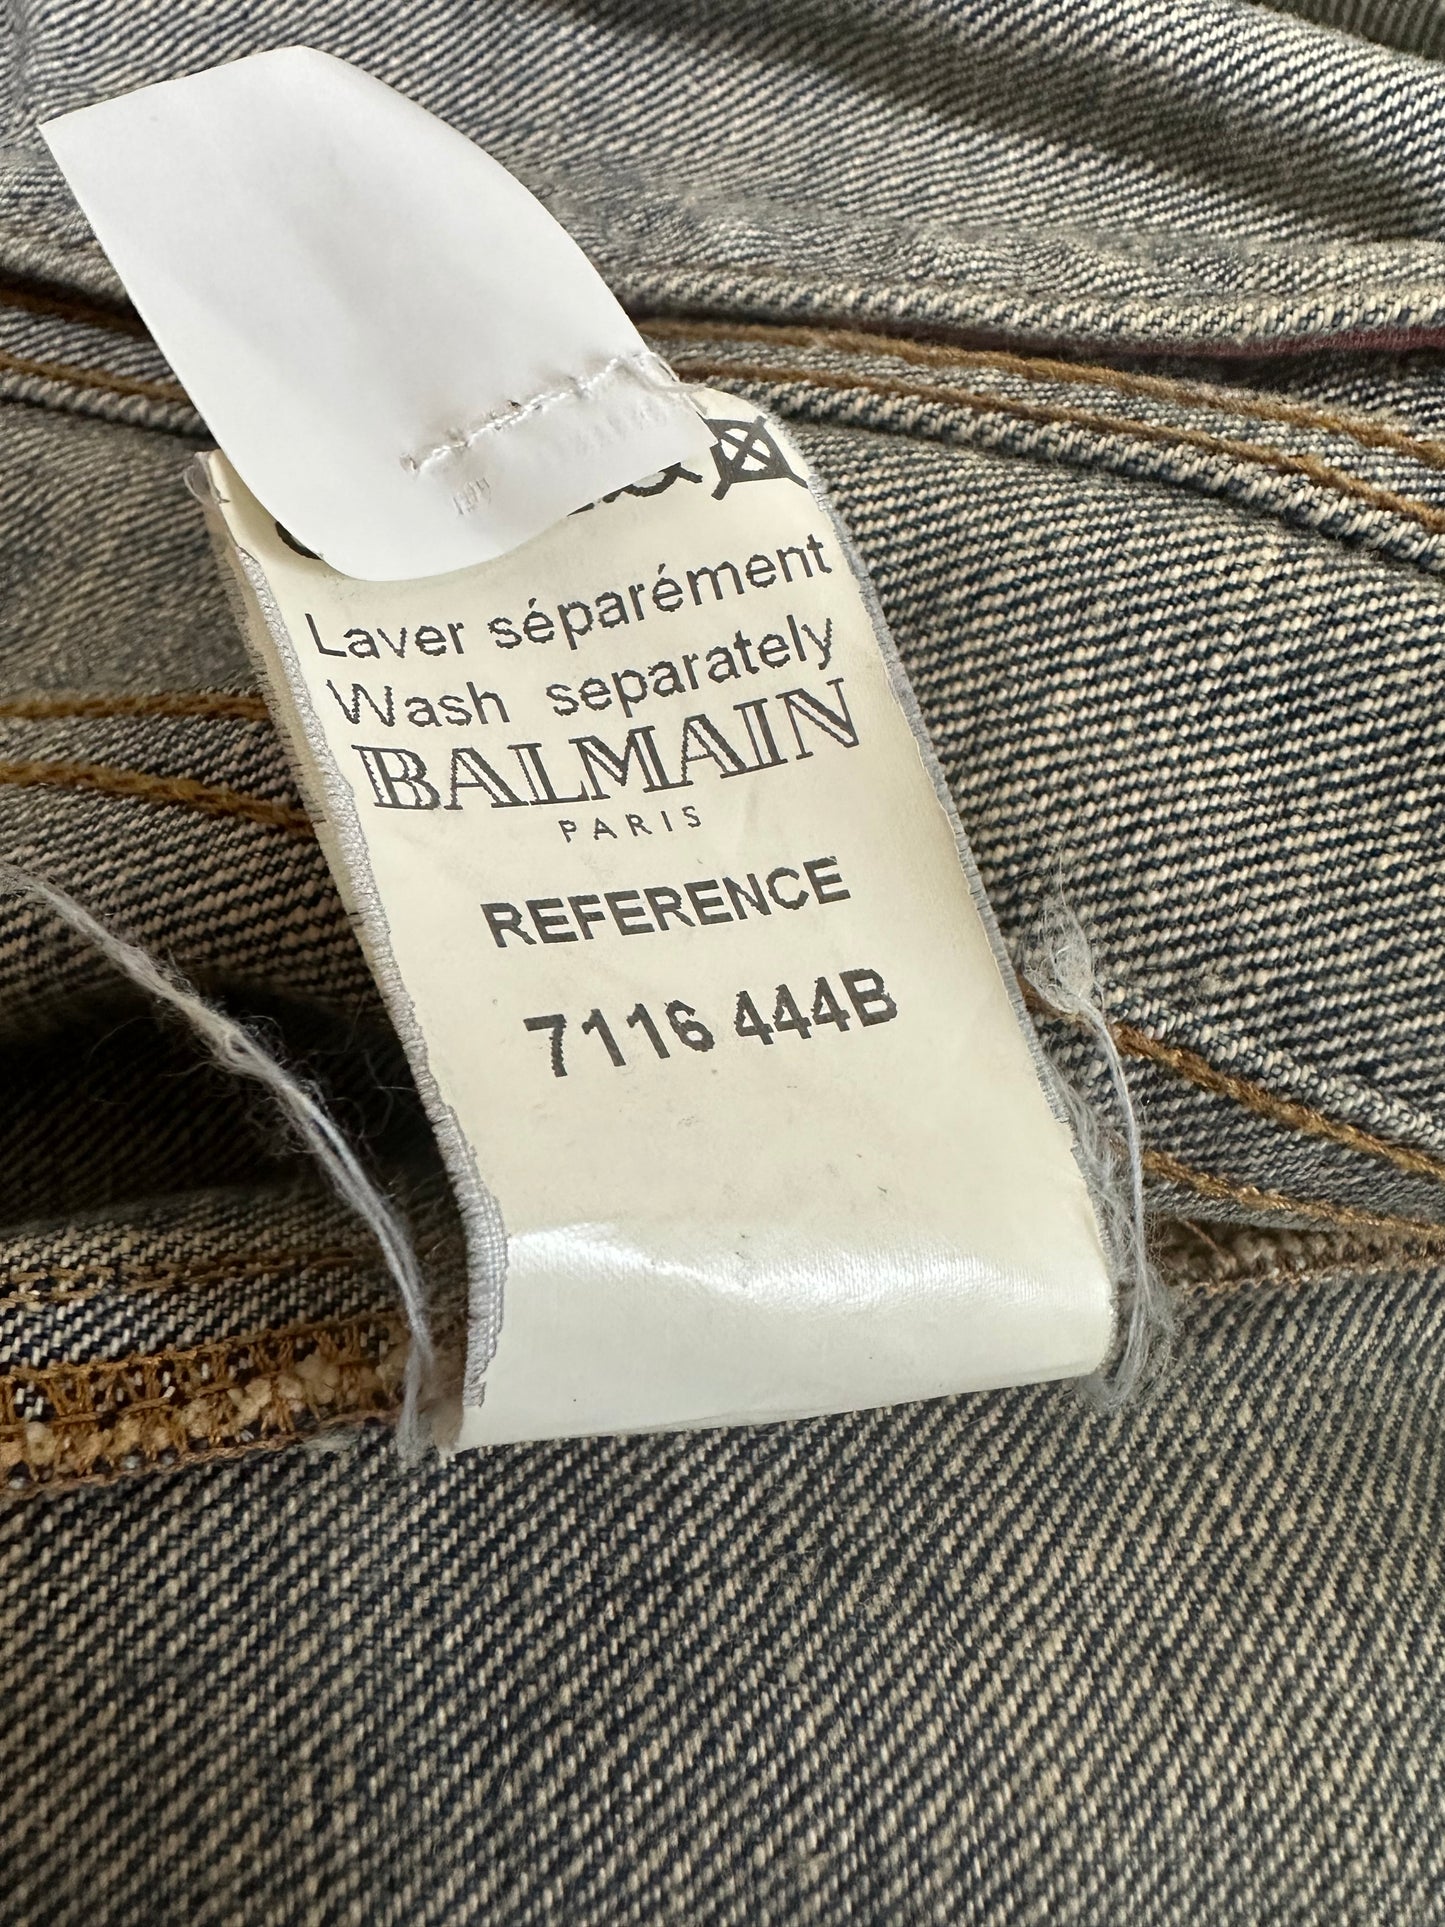 Laver séparément
Wash separately
BALMAIN
PARIS
REFERENCE
7116 444B